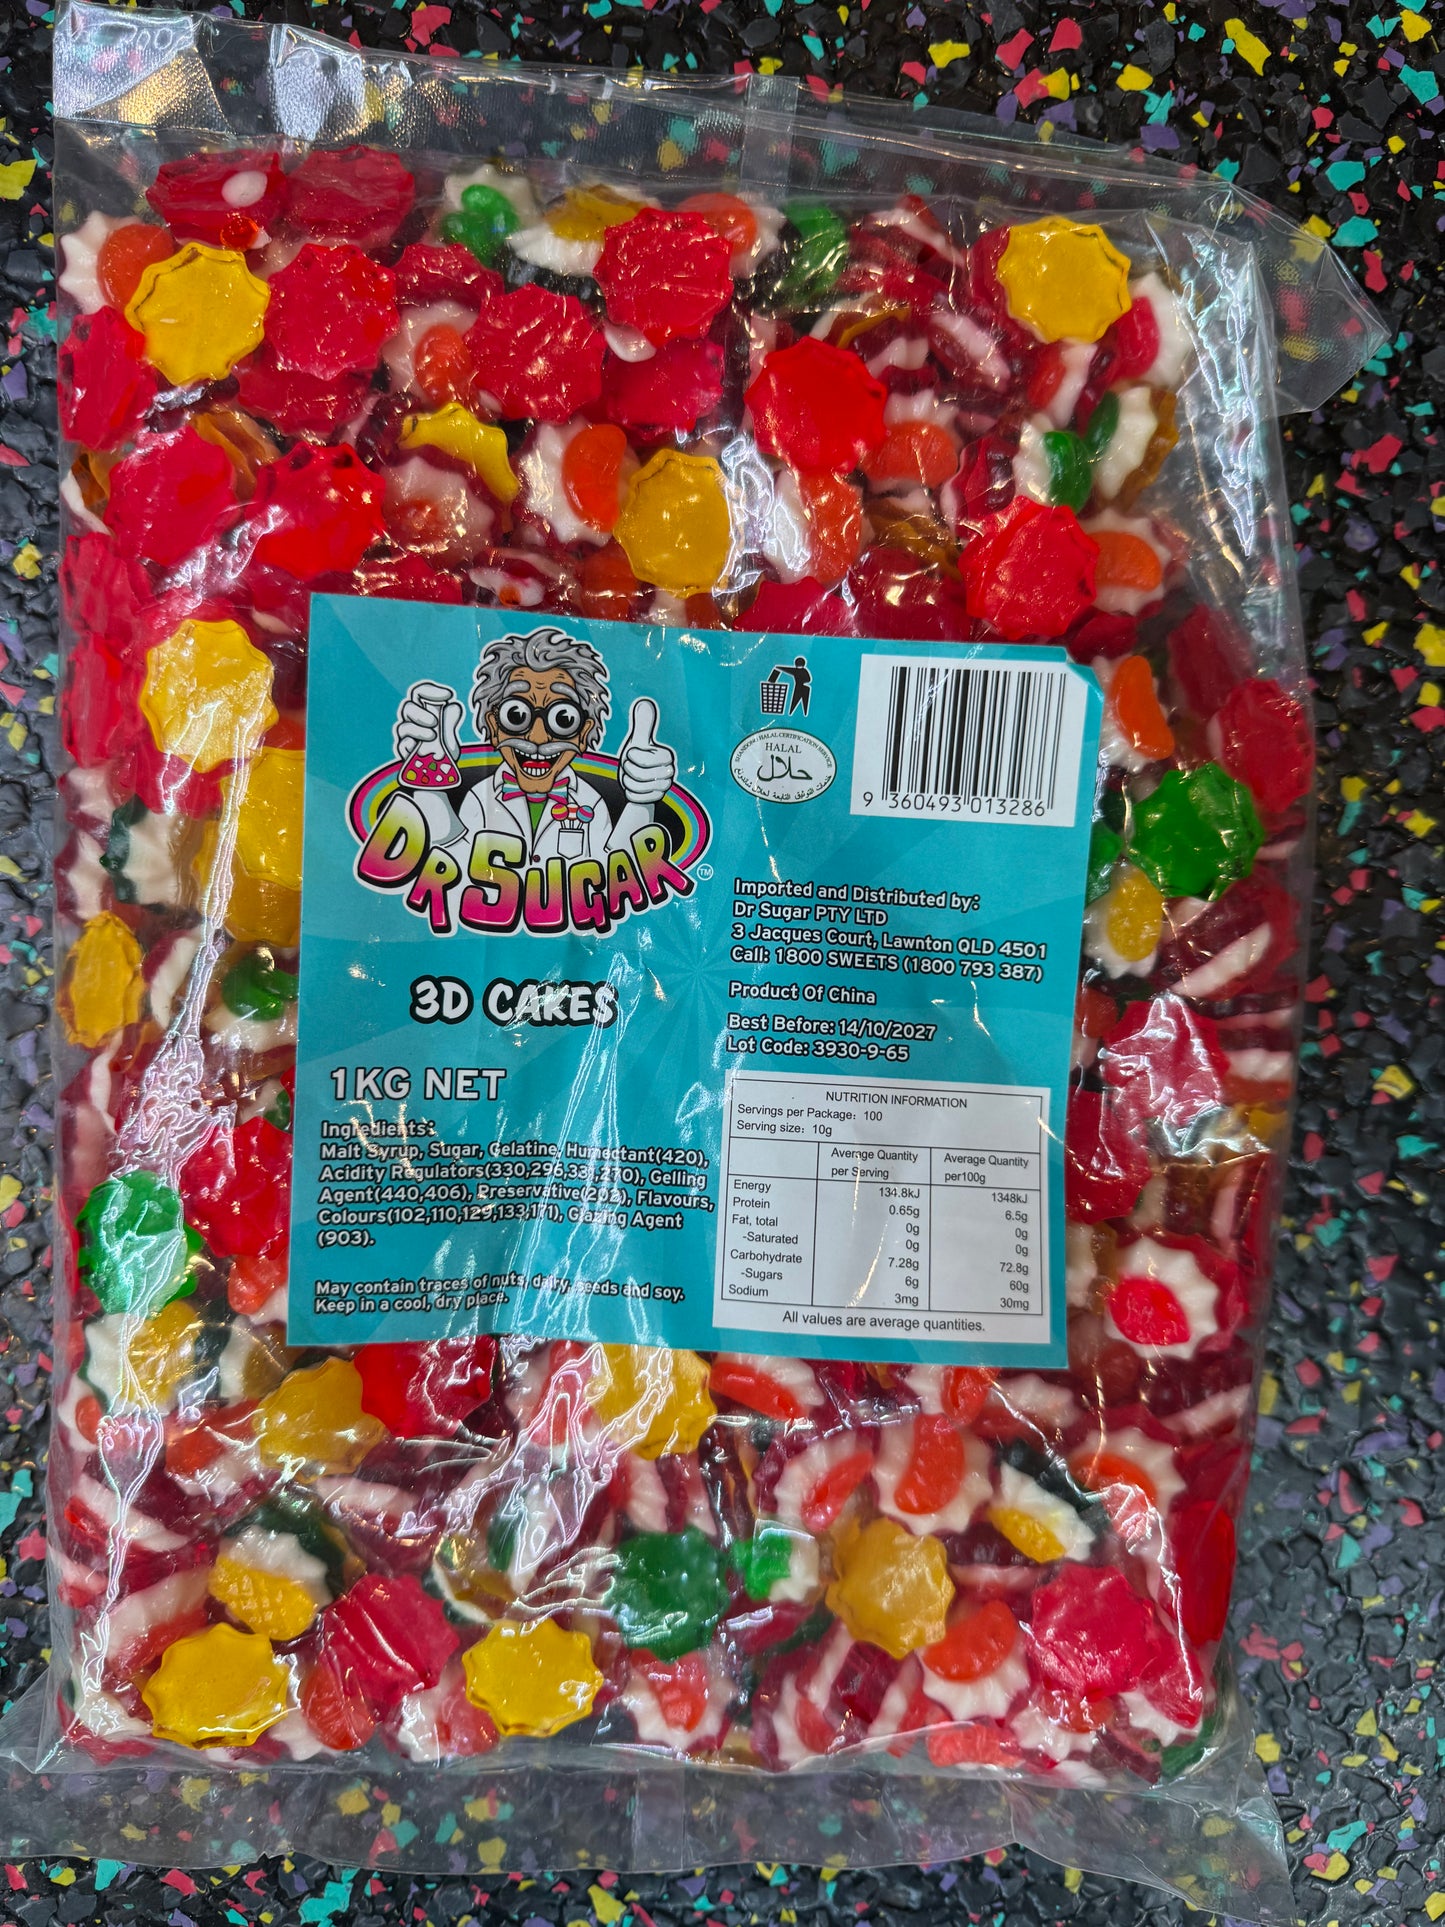 DR SUGAR™
3D CAKES
1KG NET
Ingredients:
Malt Syrup, Sugar, Gelatine, Humectant(420),
Acidity Regulators(330,296,331,270), Gelling
Agent(440,406), Preservative(202), Flavours,
Colours(102,110,129,133,171), Glazing Agent
(903).
May contain traces of nuts, dairy, seeds and soy.
Keep in a cool, dry place.
SHANDONG HALAL CERTIFICATION SERVICE
HALAL
حلال
9 360493 013286
Imported and Distributed by:
Dr Sugar PTY LTD
3 Jacques Court, Lawnton QLD 4501
Call: 1800 SWEETS (1800 793 387)
Product Of China
Best Before: 14/10/2027
Lot Code: 3930-9-65
NUTRITION INFORMATION
Servings per Package: 100
Serving size: 10g
Average Quantity per Serving Average Quantity per100g
Energy 134.8kJ 1348kJ
Protein 0.65g 6.5g
Fat, total 0g 0g
-Saturated 0g 0g
Carbohydrate 7.28g 72.8g
-Sugars 6g 60g
Sodium 3mg 30mg
All values are average quantities.